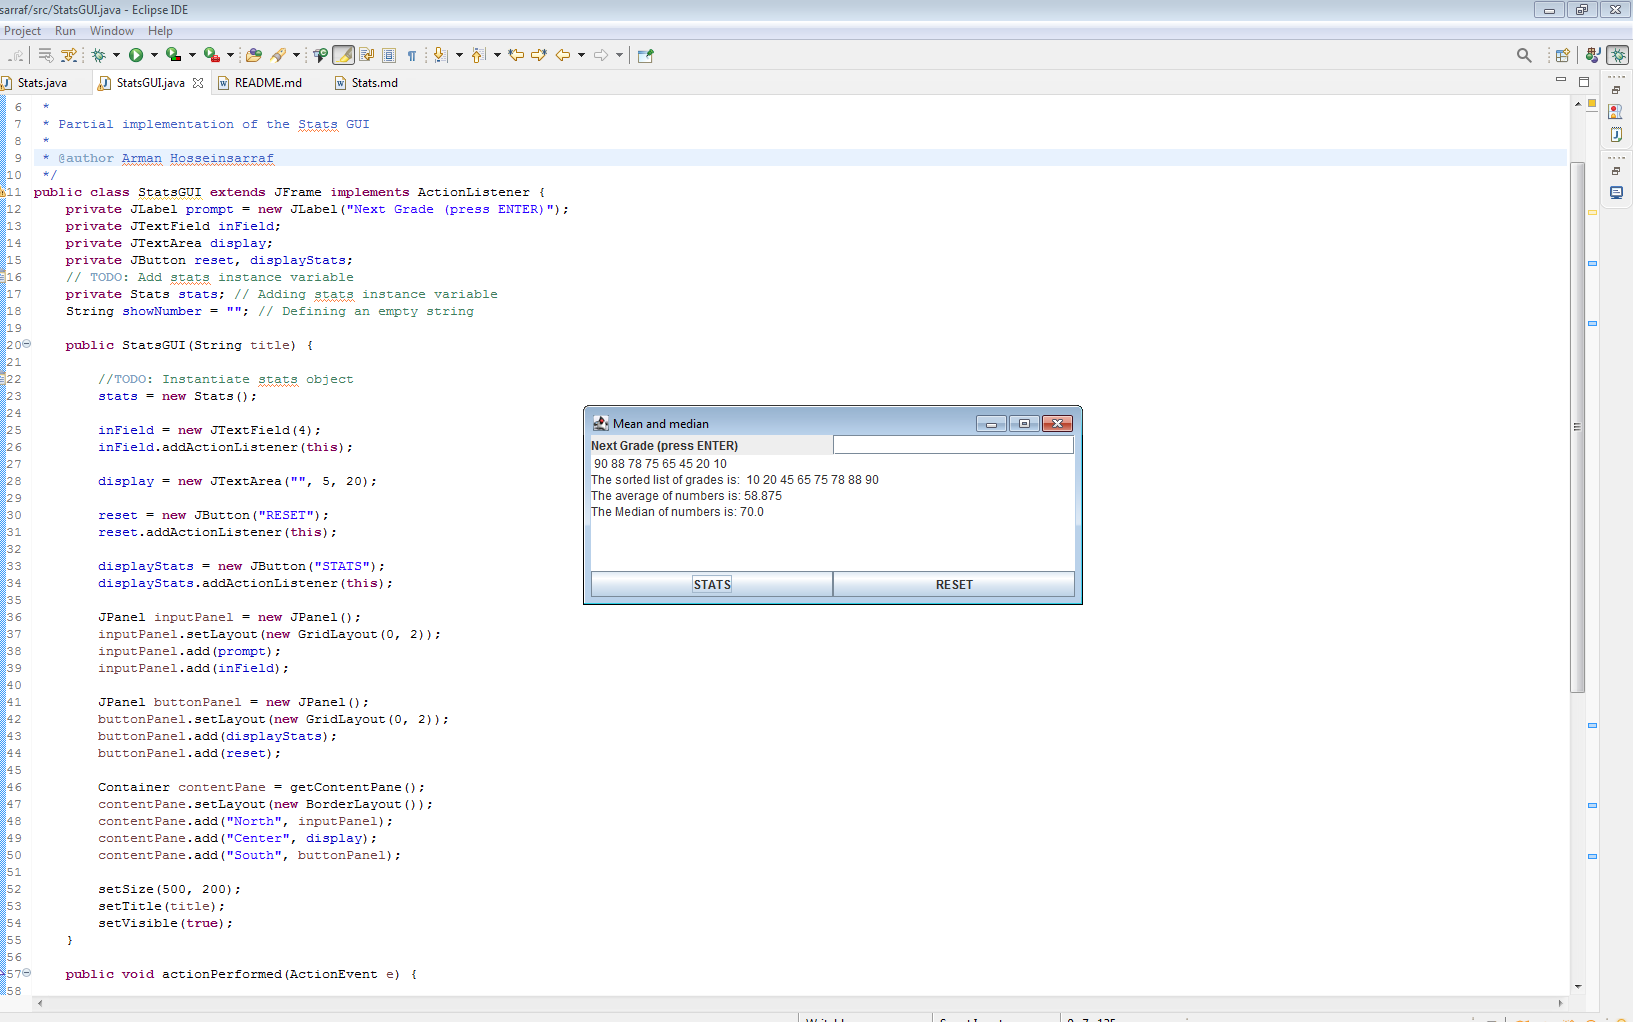 sarraf/src/StatsGUI.java - Eclipse IDE
Project Run Window Help
Stats.java StatsGUI.java README.md Stats.md
6 *
7 * Partial implementation of the Stats GUI
8 *
9 * @author Arman Hosseinsarraf
10 */
11 public class StatsGUI extends JFrame implements ActionListener {
12 private JLabel prompt = new JLabel("Next Grade (press ENTER)");
13 private JTextField inField;
14 private JTextArea display;
15 private JButton reset, displayStats;
16 // TODO: Add stats instance variable
17 private Stats stats; // Adding stats instance variable
18 String showNumber = ""; // Defining an empty string
19
20 public StatsGUI(String title) {
21
22 //TODO: Instantiate stats object
23 stats = new Stats();
24
25 inField = new JTextField(4);
26 inField.addActionListener(this);
27
28 display = new JTextArea("", 5, 20);
29
30 reset = new JButton("RESET");
31 reset.addActionListener(this);
32
33 displayStats = new JButton("STATS");
34 displayStats.addActionListener(this);
35
36 JPanel inputPanel = new JPanel();
37 inputPanel.setLayout(new GridLayout(0, 2));
38 inputPanel.add(prompt);
39 inputPanel.add(inField);
40
41 JPanel buttonPanel = new JPanel();
42 buttonPanel.setLayout(new GridLayout(0, 2));
43 buttonPanel.add(displayStats);
44 buttonPanel.add(reset);
45
46 Container contentPane = getContentPane();
47 contentPane.setLayout(new BorderLayout());
48 contentPane.add("North", inputPanel);
49 contentPane.add("Center", display);
50 contentPane.add("South", buttonPanel);
51
52 setSize(500, 200);
53 setTitle(title);
54 setVisible(true);
55 }
56
57 public void actionPerformed(ActionEvent e) {
58
Mean and median
Next Grade (press ENTER)
90 88 78 75 65 45 20 10
The sorted list of grades is: 10 20 45 65 75 78 88 90
The average of numbers is: 58.875
The Median of numbers is: 70.0
STATS RESET